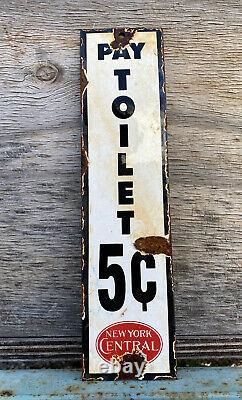 PAY
TOILET
5¢
NEW YORK
CENTRAL